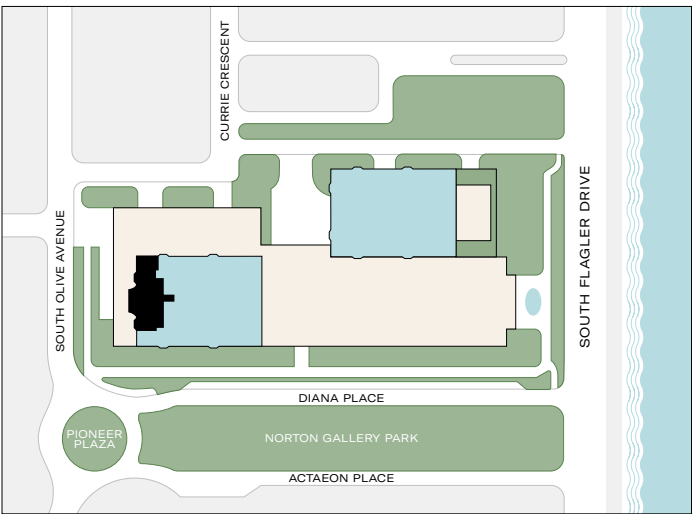 CURRIE CRESCENT
SOUTH OLIVE AVENUE
SOUTH FLAGLER DRIVE
DIANA PLACE
PIONEER
PLAZA
NORTON GALLERY PARK
ACTAEON PLACE